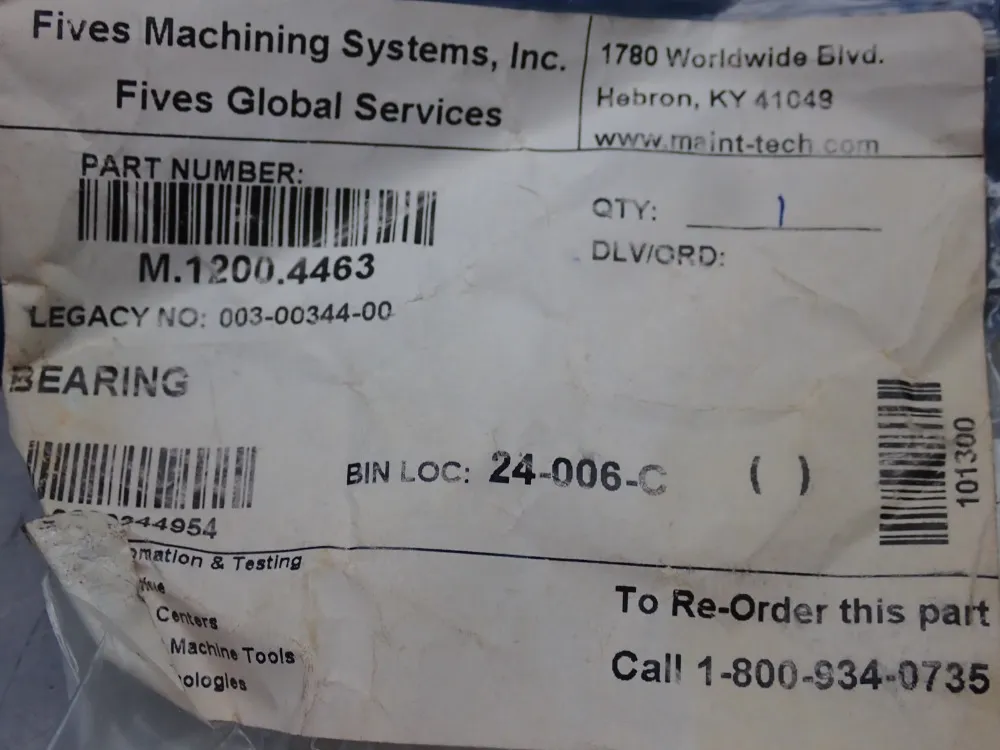 Fives Machining Systems, Inc.
Fives Global Services
1780 Worldwide Blvd.
Hebron, KY 41048
www.maint-tech.com
PART NUMBER:
M.1200.4463
LEGACY NO: 003-00344-00
QTY: 1
DLV/ORD:
BEARING
BIN LOC: 24-006-C ( )
101300
244954
mation & Testing
Centers
Machine Tools
ologies
To Re-Order this part
Call 1-800-934-0735